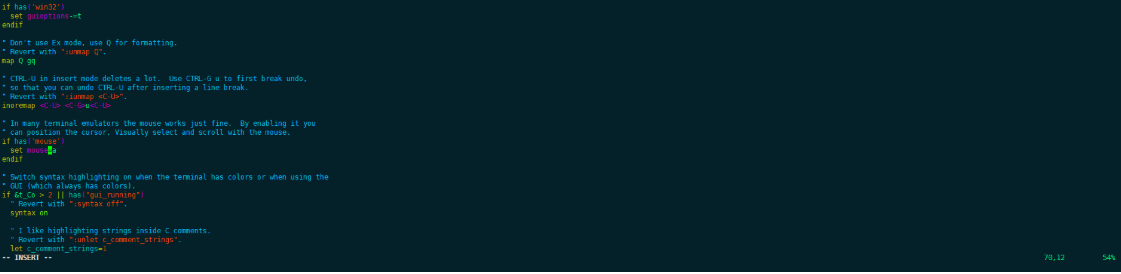 if has('win32')
  set guioptions-=t
endif

" Don't use Ex mode, use Q for formatting.
" Revert with ":unmap Q".
map Q gq

" CTRL-U in insert mode deletes a lot.  Use CTRL-G u to first break undo,
" so that you can undo CTRL-U after inserting a line break.
" Revert with ":iunmap <C-U>".
inoremap <C-U> <C-G>u<C-U>

" In many terminal emulators the mouse works just fine.  By enabling it you
" can position the cursor, Visually select and scroll with the mouse.
if has('mouse')
  set mouse=a
endif

" Switch syntax highlighting on when the terminal has colors or when using the
" GUI (which always has colors).
if &t_Co > 2 || has("gui_running")
  " Revert with ":syntax off".
  syntax on

  " I like highlighting strings inside C comments.
  " Revert with ":unlet c_comment_strings".
  let c_comment_strings=1
-- INSERT -- 70,12 54%